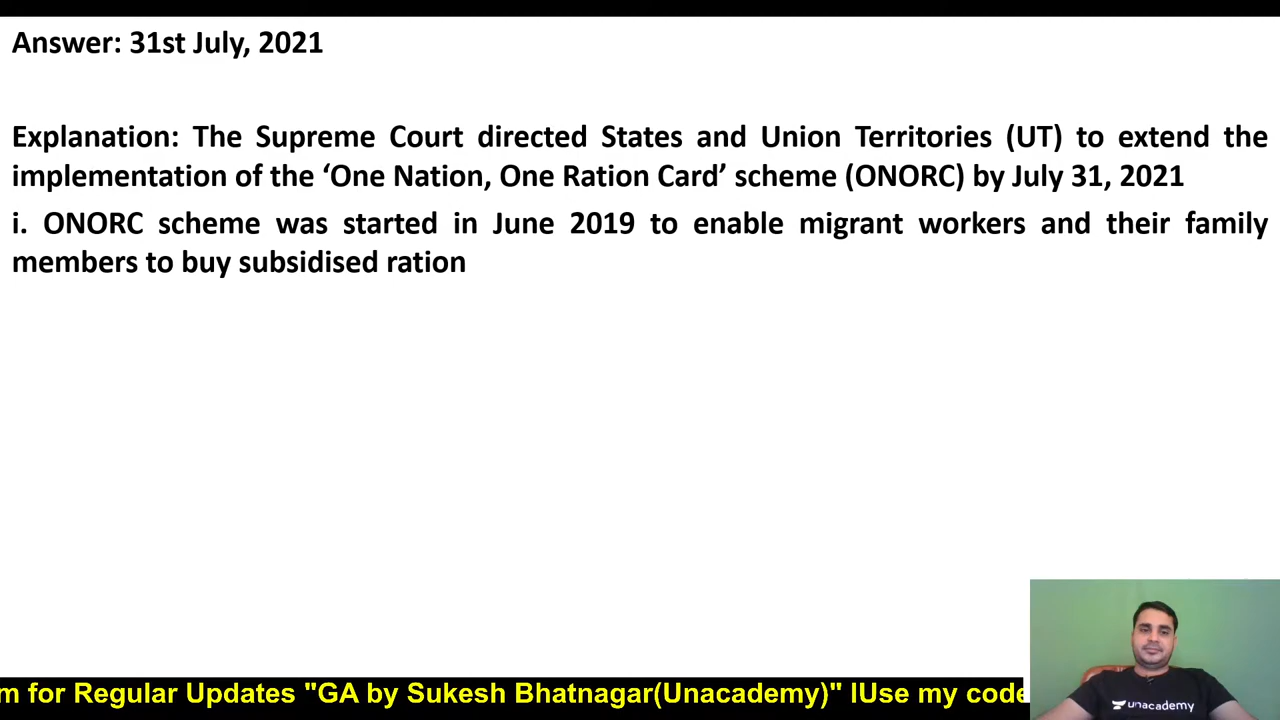 Answer: 31st July, 2021
Explanation: The Supreme Court directed States and Union Territories (UT) to extend the
implementation of the ‘One Nation, One Ration Card’ scheme (ONORC) by July 31, 2021
i. ONORC scheme was started in June 2019 to enable migrant workers and their family
members to buy subsidised ration
m for Regular Updates "GA by Sukesh Bhatnagar(Unacademy)" IUse my code
unacademy